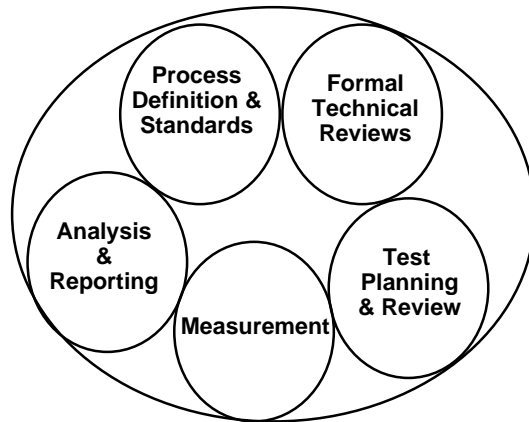 Process
Definition &
Standards
Formal
Technical
Reviews
Analysis
&
Reporting
Measurement
Test
Planning
& Review